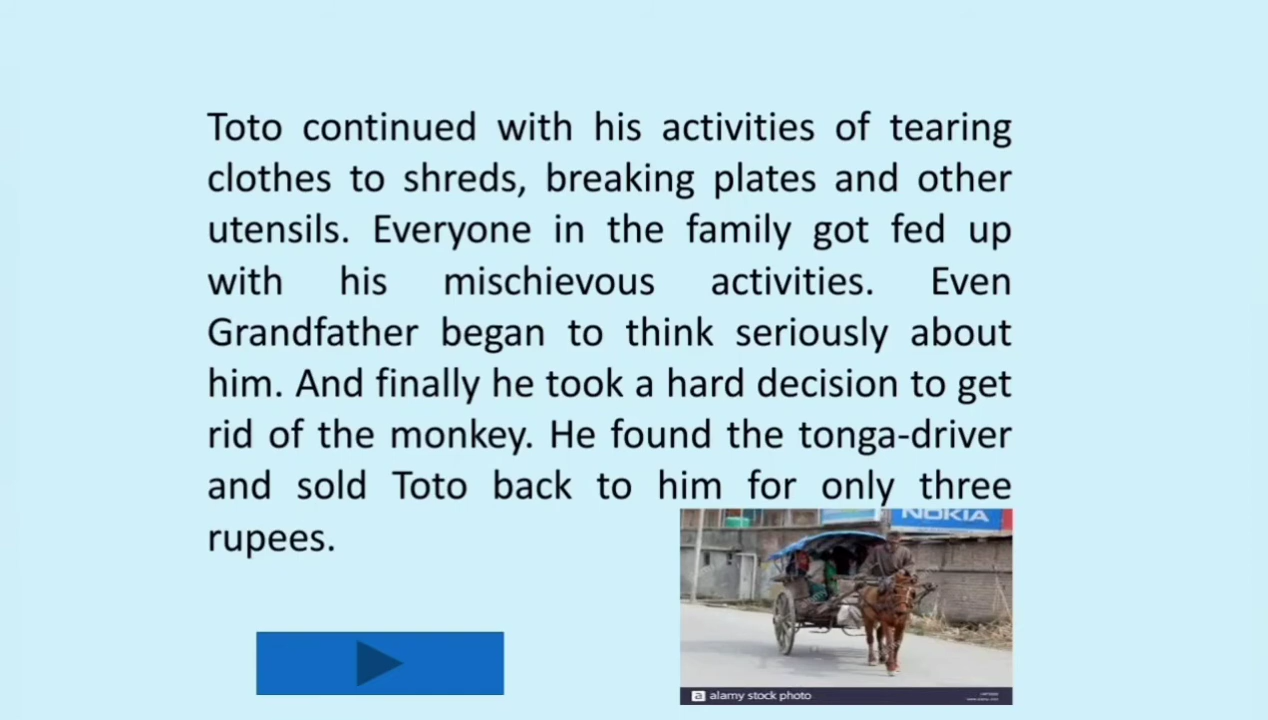 Toto continued with his activities of tearing
clothes to shreds, breaking plates and other
utensils. Everyone in the family got fed up
with his mischievous activities. Even
Grandfather began to think seriously about
him. And finally he took a hard decision to get
rid of the monkey. He found the tonga-driver
and sold Toto back to him for only three
rupees.
NOKIA
a alamy stock photo